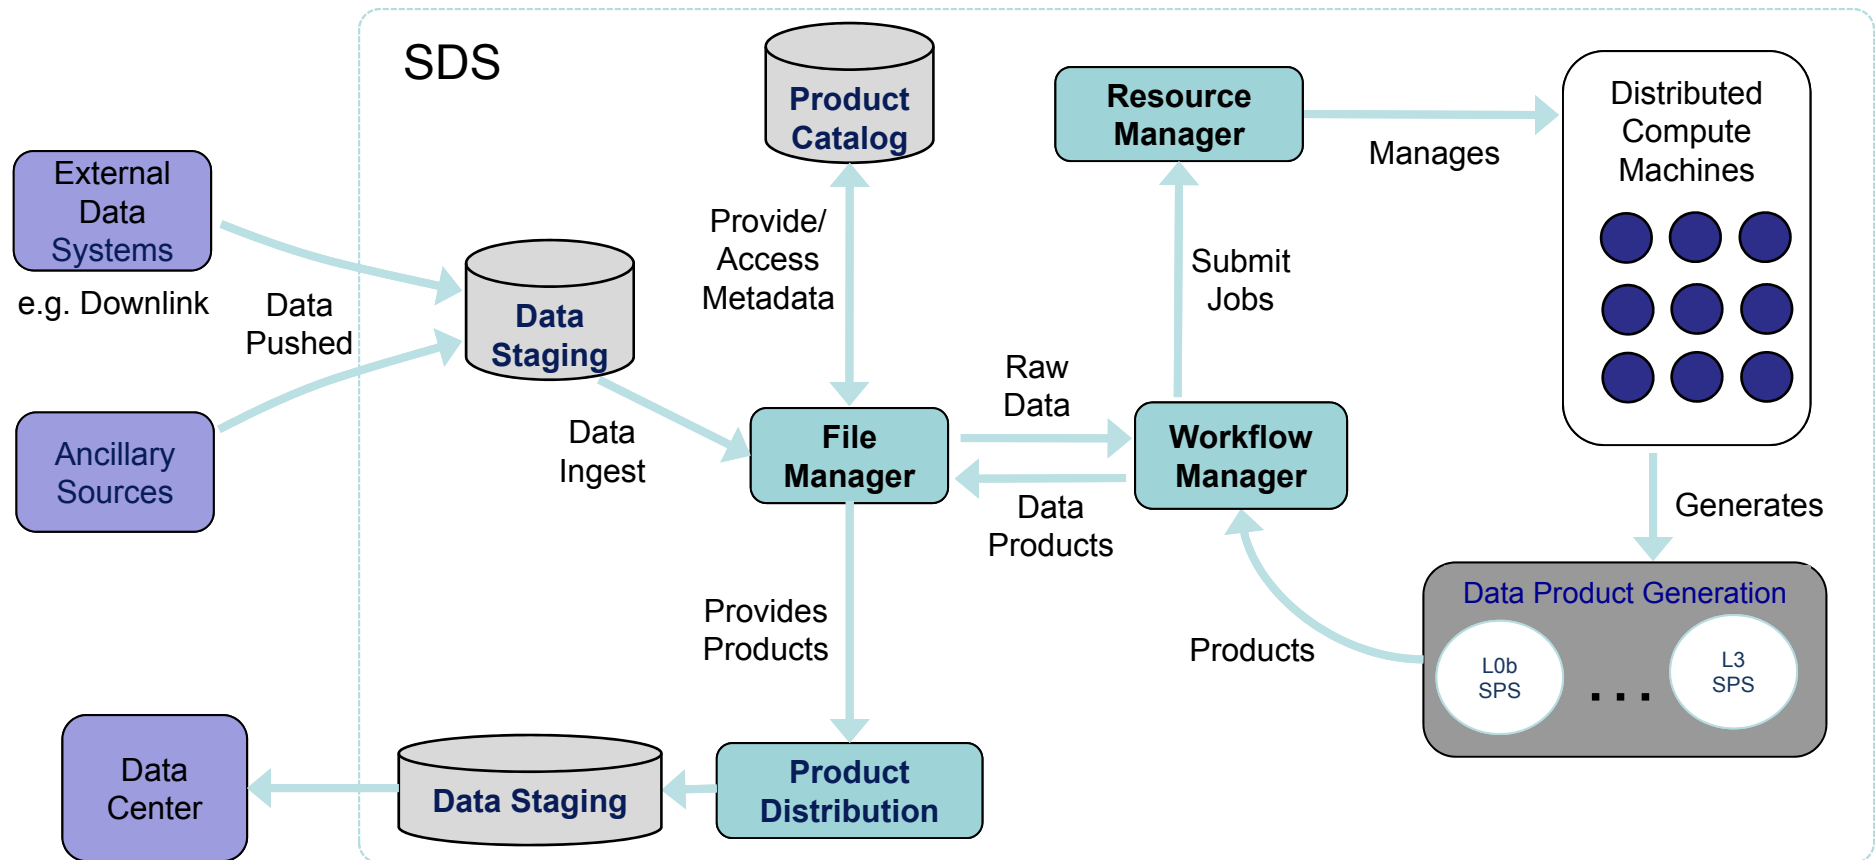 SDS
Product
Catalog
Resource
Manager
Distributed
Compute
Machines
Manages
External
Data
Systems
e.g. Downlink
Data
Pushed
Ancillary
Sources
Data
Staging
Provide/
Access
Metadata
Submit
Jobs
Data
Ingest
File
Manager
Raw
Data
Data
Products
Workflow
Manager
Generates
Data Product Generation
L0b
SPS
. . .
L3
SPS
Products
Provides
Products
Product
Distribution
Data Staging
Data
Center